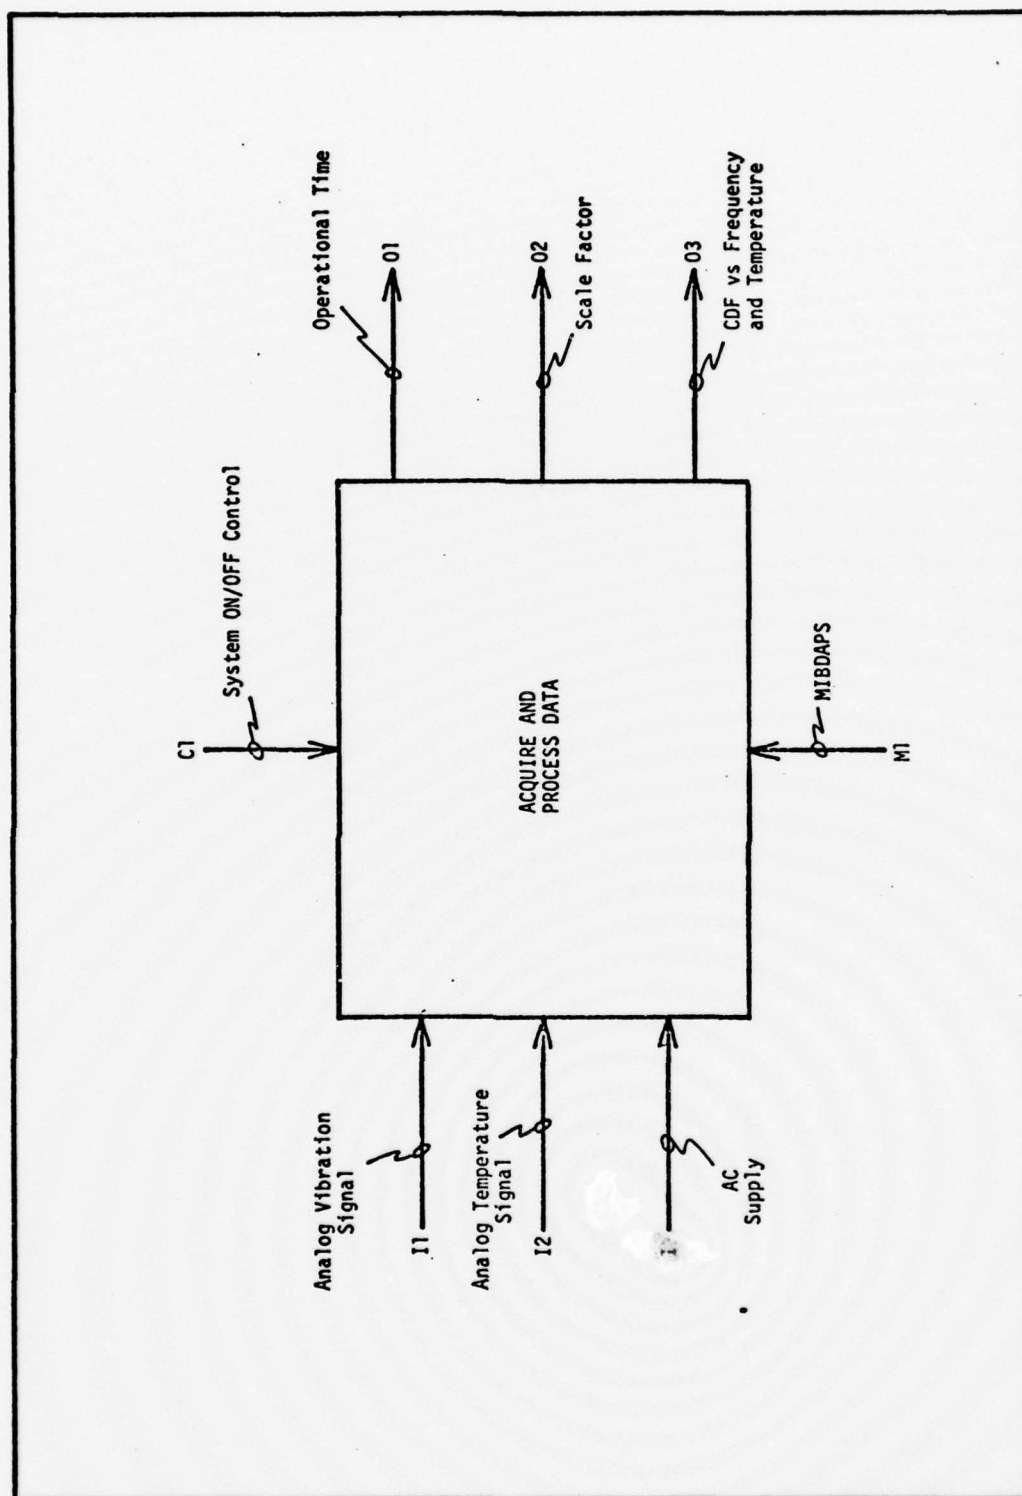 C1
System ON/OFF Control
Analog Vibration
Signal
I1
Analog Temperature
Signal
I2
AC
Supply
ACQUIRE AND
PROCESS DATA
Operational Time
O1
O2
Scale Factor
O3
CDF vs Frequency
and Temperature
MIBDAPS
M1